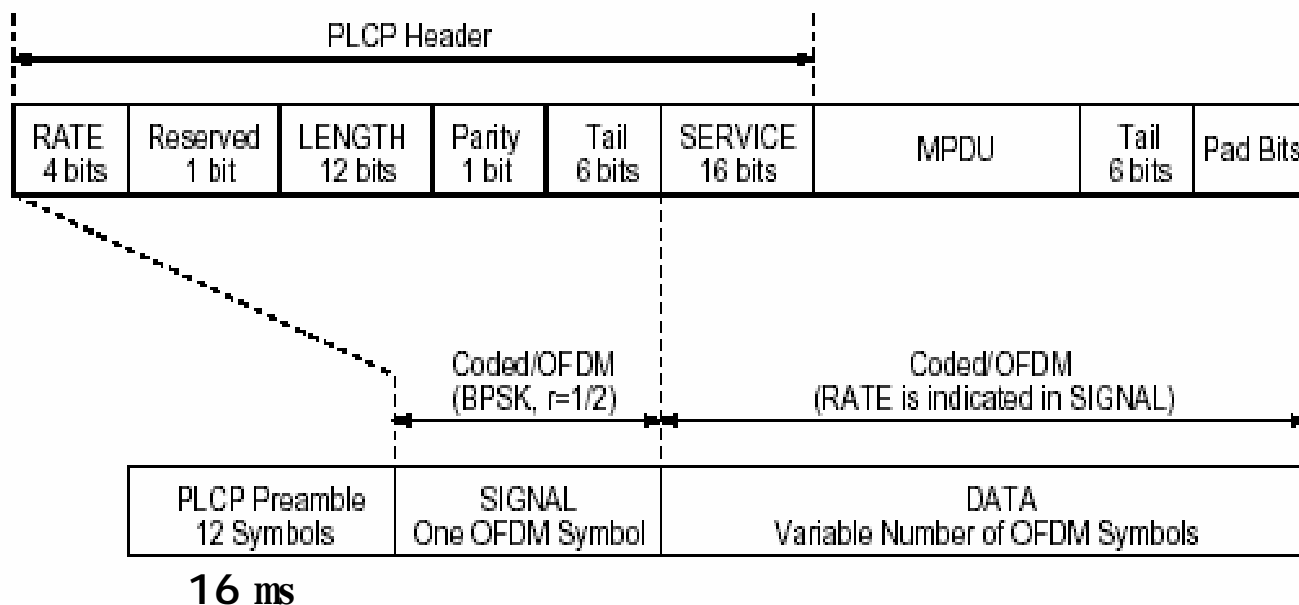 PLCP Header
RATE Reserved LENGTH Parity Tail SERVICE MPDU Tail Pad Bits
4 bits 1 bit 12 bits 1 bit 6 bits 16 bits 6 bits
Coded/OFDM Coded/OFDM
(BPSK, r=1/2) (RATE is indicated in SIGNAL)
PLCP Preamble SIGNAL DATA
12 Symbols One OFDM Symbol Variable Number of OFDM Symbols
16 ms